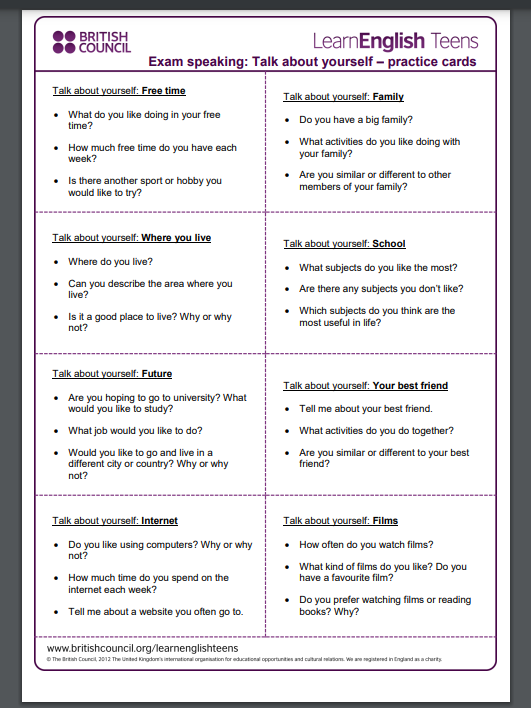 BRITISH
COUNCIL
LearnEnglish Teens
Exam speaking: Talk about yourself – practice cards
Talk about yourself: Free time
• What do you like doing in your free
time?
• How much free time do you have each
week?
• Is there another sport or hobby you
would like to try?
Talk about yourself: Family
• Do you have a big family?
• What activities do you like doing with
your family?
• Are you similar or different to other
members of your family?
Talk about yourself: Where you live
• Where do you live?
• Can you describe the area where you
live?
• Is it a good place to live? Why or why
not?
Talk about yourself: School
• What subjects do you like the most?
• Are there any subjects you don't like?
• Which subjects do you think are the
most useful in life?
Talk about yourself: Future
• Are you hoping to go to university? What
would you like to study?
• What job would you like to do?
• Would you like to go and live in a
different city or country? Why or why
not?
Talk about yourself: Your best friend
• Tell me about your best friend.
• What activities do you do together?
• Are you similar or different to your best
friend?
Talk about yourself: Internet
• Do you like using computers? Why or why
not?
• How much time do you spend on the
internet each week?
• Tell me about a website you often go to.
Talk about yourself: Films
• How often do you watch films?
• What kind of films do you like? Do you
have a favourite film?
• Do you prefer watching films or reading
books? Why?
www.britishcouncil.org/learnenglishteens
© The British Council, 2012 The United Kingdom's international organisation for educational opportunities and cultural relations. We are registered in England as a charity.